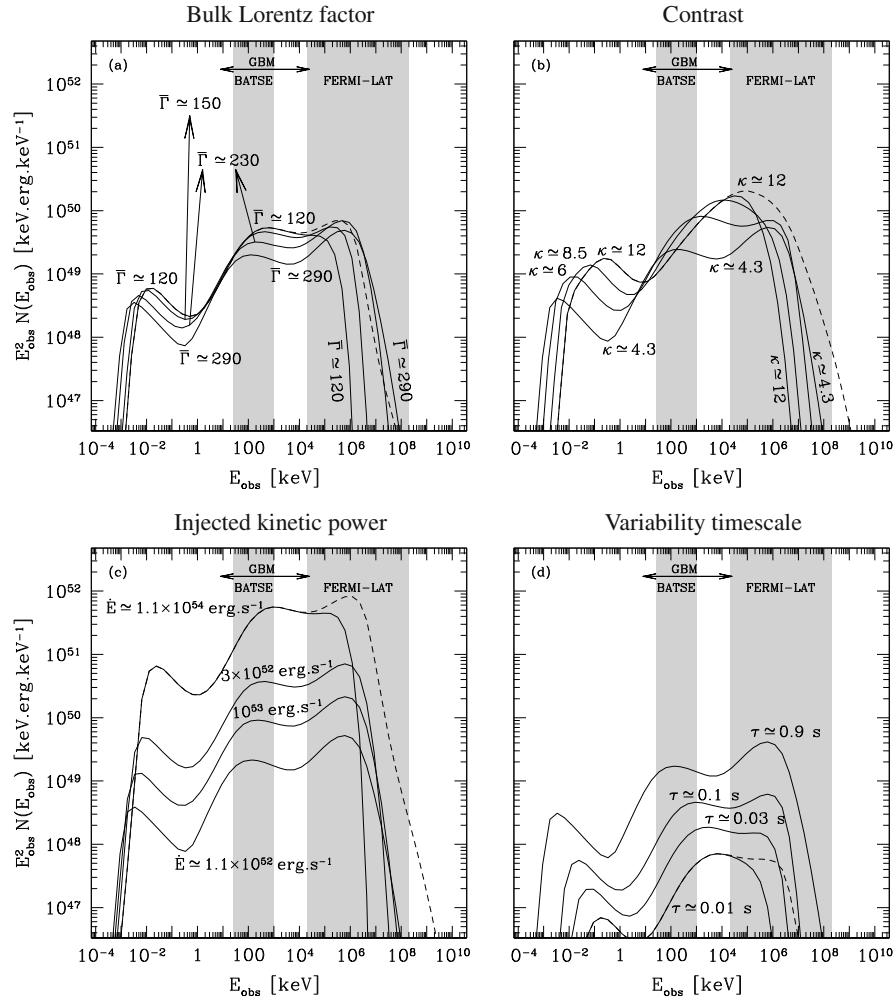 Bulk Lorentz factor
Contrast
(a)
GBM
BATSE
FERMI-LAT
Γ̅ ≃ 150
Γ̅ ≃ 230
Γ̅ ≃ 120
Γ̅ ≃ 120
Γ̅ ≃ 290
Γ̅ ≃ 290
Γ̅ ≃ 120
Γ̅ ≃ 290
10⁵²
10⁵¹
10⁵⁰
10⁴⁹
10⁴⁸
10⁴⁷
E²obs N(Eobs) [keV.erg.keV⁻¹]
10⁻⁴ 10⁻² 1 100 10⁴ 10⁶ 10⁸ 10¹⁰
Eobs [keV]
(b)
GBM
BATSE
FERMI-LAT
κ ≃ 12
κ ≃ 8.5
κ ≃ 12
κ ≃ 6
κ ≃ 4.3
κ ≃ 4.3
κ ≃ 12
κ ≃ 4.3
10⁻⁴ 0.01 1 100 10⁴ 10⁶ 10⁸ 10¹⁰
Eobs [keV]
Injected kinetic power
Variability timescale
(c)
GBM
BATSE
FERMI-LAT
Ė ≃ 1.1×10⁵⁴ erg.s⁻¹
3×10⁵² erg.s⁻¹
10⁵³ erg.s⁻¹
Ė ≃ 1.1×10⁵² erg.s⁻¹
10⁵²
10⁵¹
10⁵⁰
10⁴⁹
10⁴⁸
10⁴⁷
E²obs N(Eobs) [keV.erg.keV⁻¹]
10⁻⁴ 10⁻² 1 100 10⁴ 10⁶ 10⁸ 10¹⁰
Eobs [keV]
(d)
GBM
BATSE
FERMI-LAT
τ ≃ 0.9 s
τ ≃ 0.1 s
τ ≃ 0.03 s
τ ≃ 0.01 s
10⁻⁴ 0.01 1 100 10⁴ 10⁶ 10⁸ 10¹⁰
Eobs [keV]